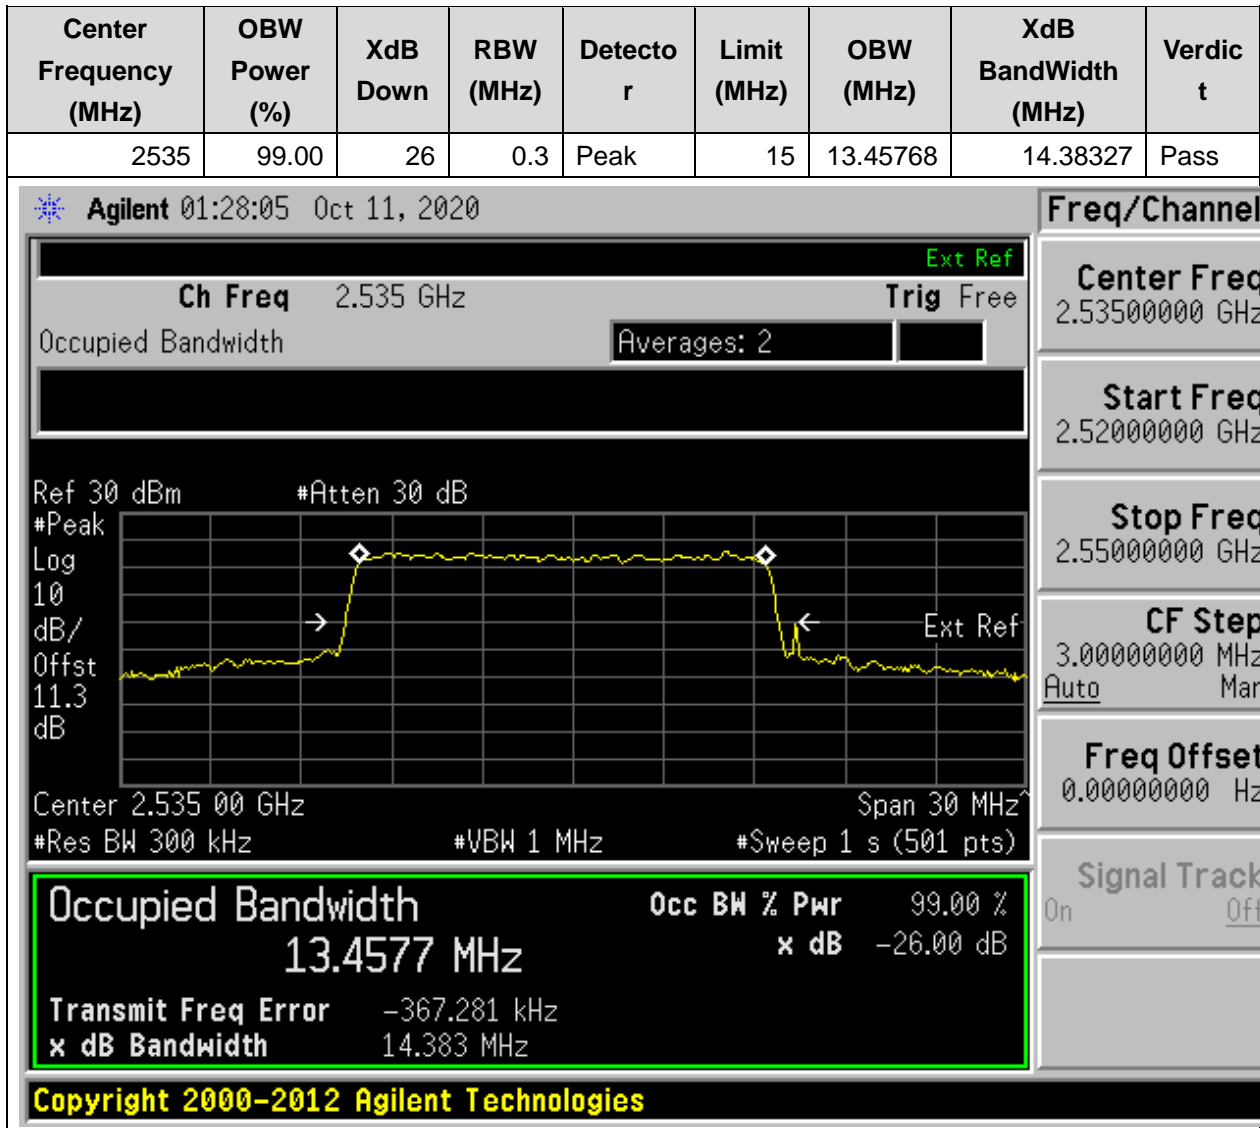 Center Frequency (MHz) OBW Power (%) XdB Down RBW (MHz) Detecto r Limit (MHz) OBW (MHz) XdB BandWidth (MHz) Verdic t
2535 99.00 26 0.3 Peak 15 13.45768 14.38327 Pass
Agilent 01:28:05 Oct 11, 2020
Freq/Channel
Ext Ref
Ch Freq 2.535 GHz Trig Free
Occupied Bandwidth Averages: 2
Center Freq
2.53500000 GHz
Start Freq
2.52000000 GHz
Stop Freq
2.55000000 GHz
CF Step
3.00000000 MHz
Auto Man
Freq Offset
0.00000000 Hz
Signal Track
On Off
Ref 30 dBm #Atten 30 dB
#Peak
Log
10
dB/
Offst
11.3
dB
Ext Ref
Center 2.535 00 GHz Span 30 MHz^
#Res BW 300 kHz #VBW 1 MHz #Sweep 1 s (501 pts)
Occupied Bandwidth Occ BW % Pwr 99.00 %
13.4577 MHz x dB -26.00 dB
Transmit Freq Error -367.281 kHz
x dB Bandwidth 14.383 MHz
Copyright 2000-2012 Agilent Technologies